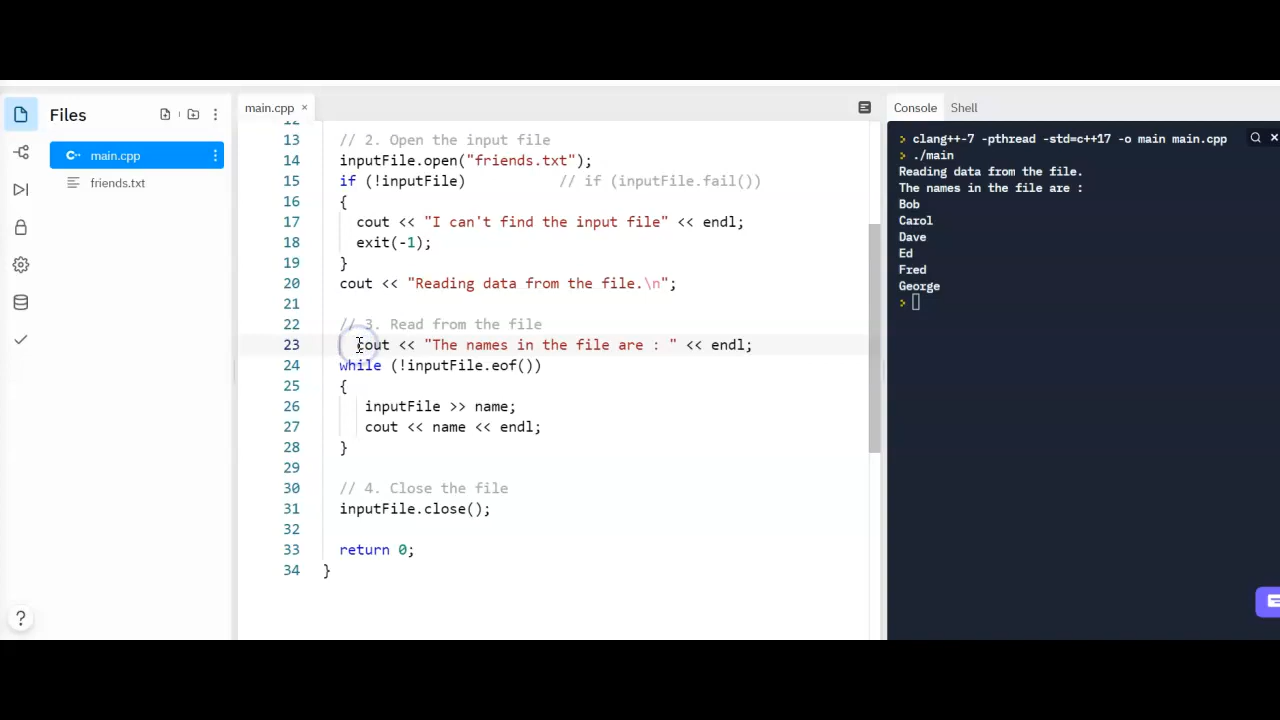 Files
main.cpp
friends.txt
?
main.cpp ×
12
13 // 2. Open the input file
14 inputFile.open("friends.txt");
15 if (!inputFile) // if (inputFile.fail())
16 {
17 cout << "I can't find the input file" << endl;
18 exit(-1);
19 }
20 cout << "Reading data from the file.\n";
21
22 // 3. Read from the file
23 cout << "The names in the file are : " << endl;
24 while (!inputFile.eof())
25 {
26 inputFile >> name;
27 cout << name << endl;
28 }
29
30 // 4. Close the file
31 inputFile.close();
32
33 return 0;
34 }
Console Shell
> clang++-7 -pthread -std=c++17 -o main main.cpp
> ./main
Reading data from the file.
The names in the file are :
Bob
Carol
Dave
Ed
Fred
George
>